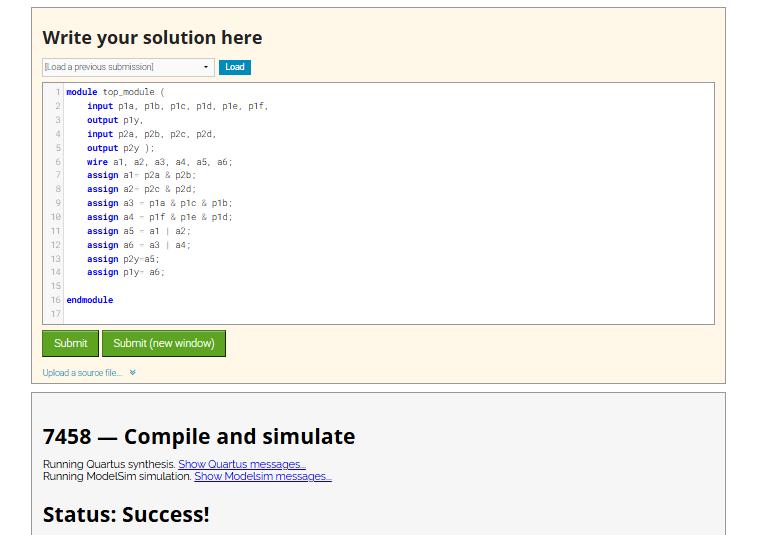 Write your solution here
[Load a previous submission]
Load
1 module top_module (
2 input p1a, p1b, p1c, p1d, p1e, p1f,
3 output p1y,
4 input p2a, p2b, p2c, p2d,
5 output p2y );
6 wire a1, a2, a3, a4, a5, a6;
7 assign a1= p2a & p2b;
8 assign a2= p2c & p2d;
9 assign a3 = p1a & p1c & p1b;
10 assign a4 = p1f & p1e & p1d;
11 assign a5 = a1 | a2;
12 assign a6 = a3 | a4;
13 assign p2y=a5;
14 assign p1y= a6;
15
16 endmodule
17
Submit
Submit (new window)
Upload a source file...
7458 — Compile and simulate
Running Quartus synthesis. Show Quartus messages...
Running ModelSim simulation. Show Modelsim messages...
Status: Success!